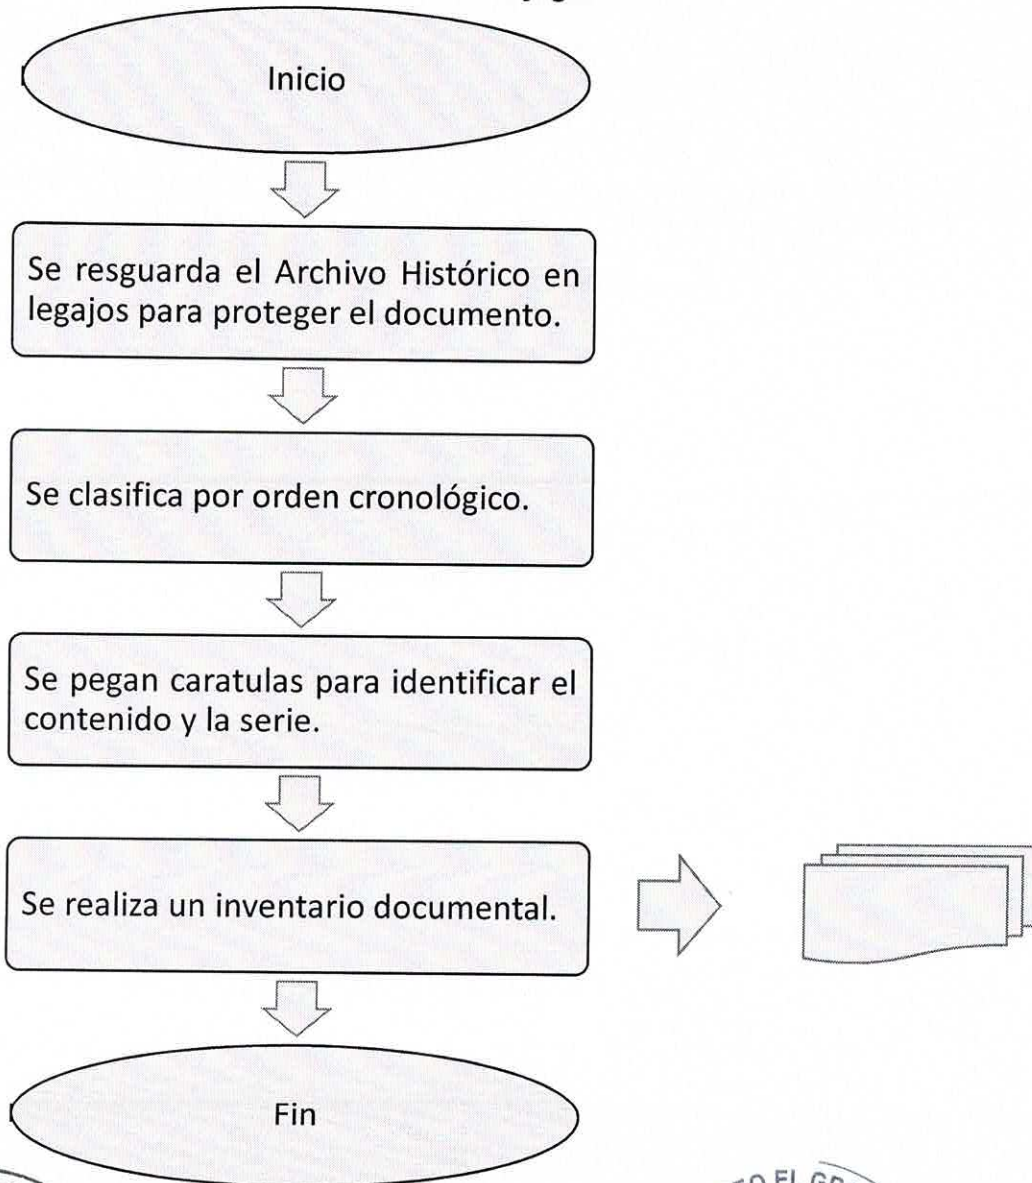 Inicio
Se resguarda el Archivo Histórico en
legajos para proteger el documento.
Se clasifica por orden cronológico.
Se pegan caratulas para identificar el
contenido y la serie.
Se realiza un inventario documental.
Fin
EL